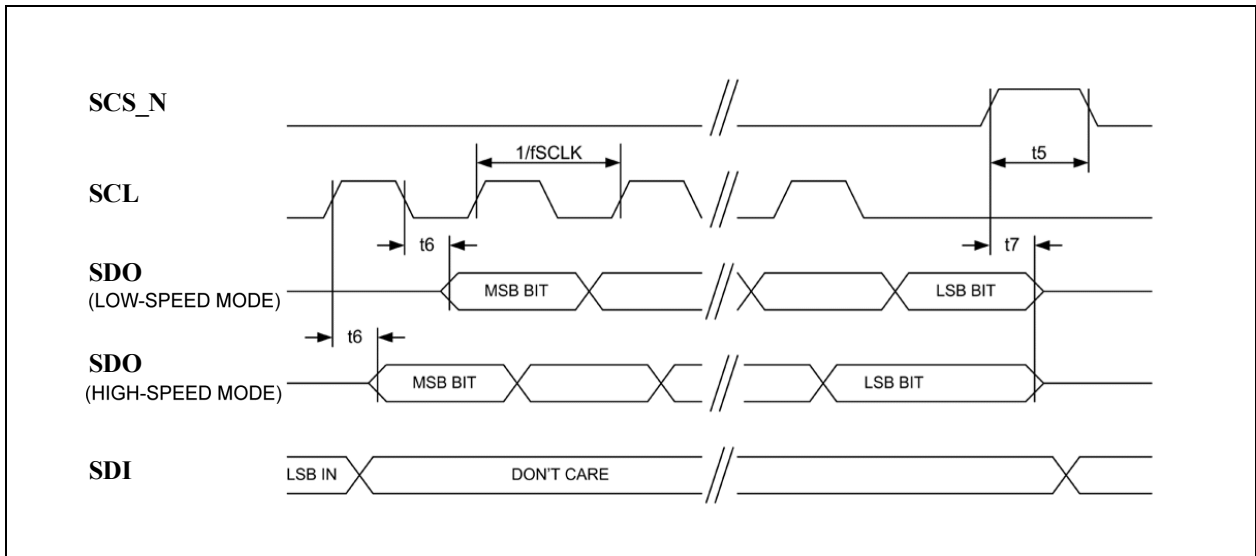 SCS_N
t5
1/fSCLK
SCL
t6
t7
SDO
(LOW-SPEED MODE)
MSB BIT
LSB BIT
t6
SDO
(HIGH-SPEED MODE)
MSB BIT
LSB BIT
SDI
LSB IN
DON'T CARE